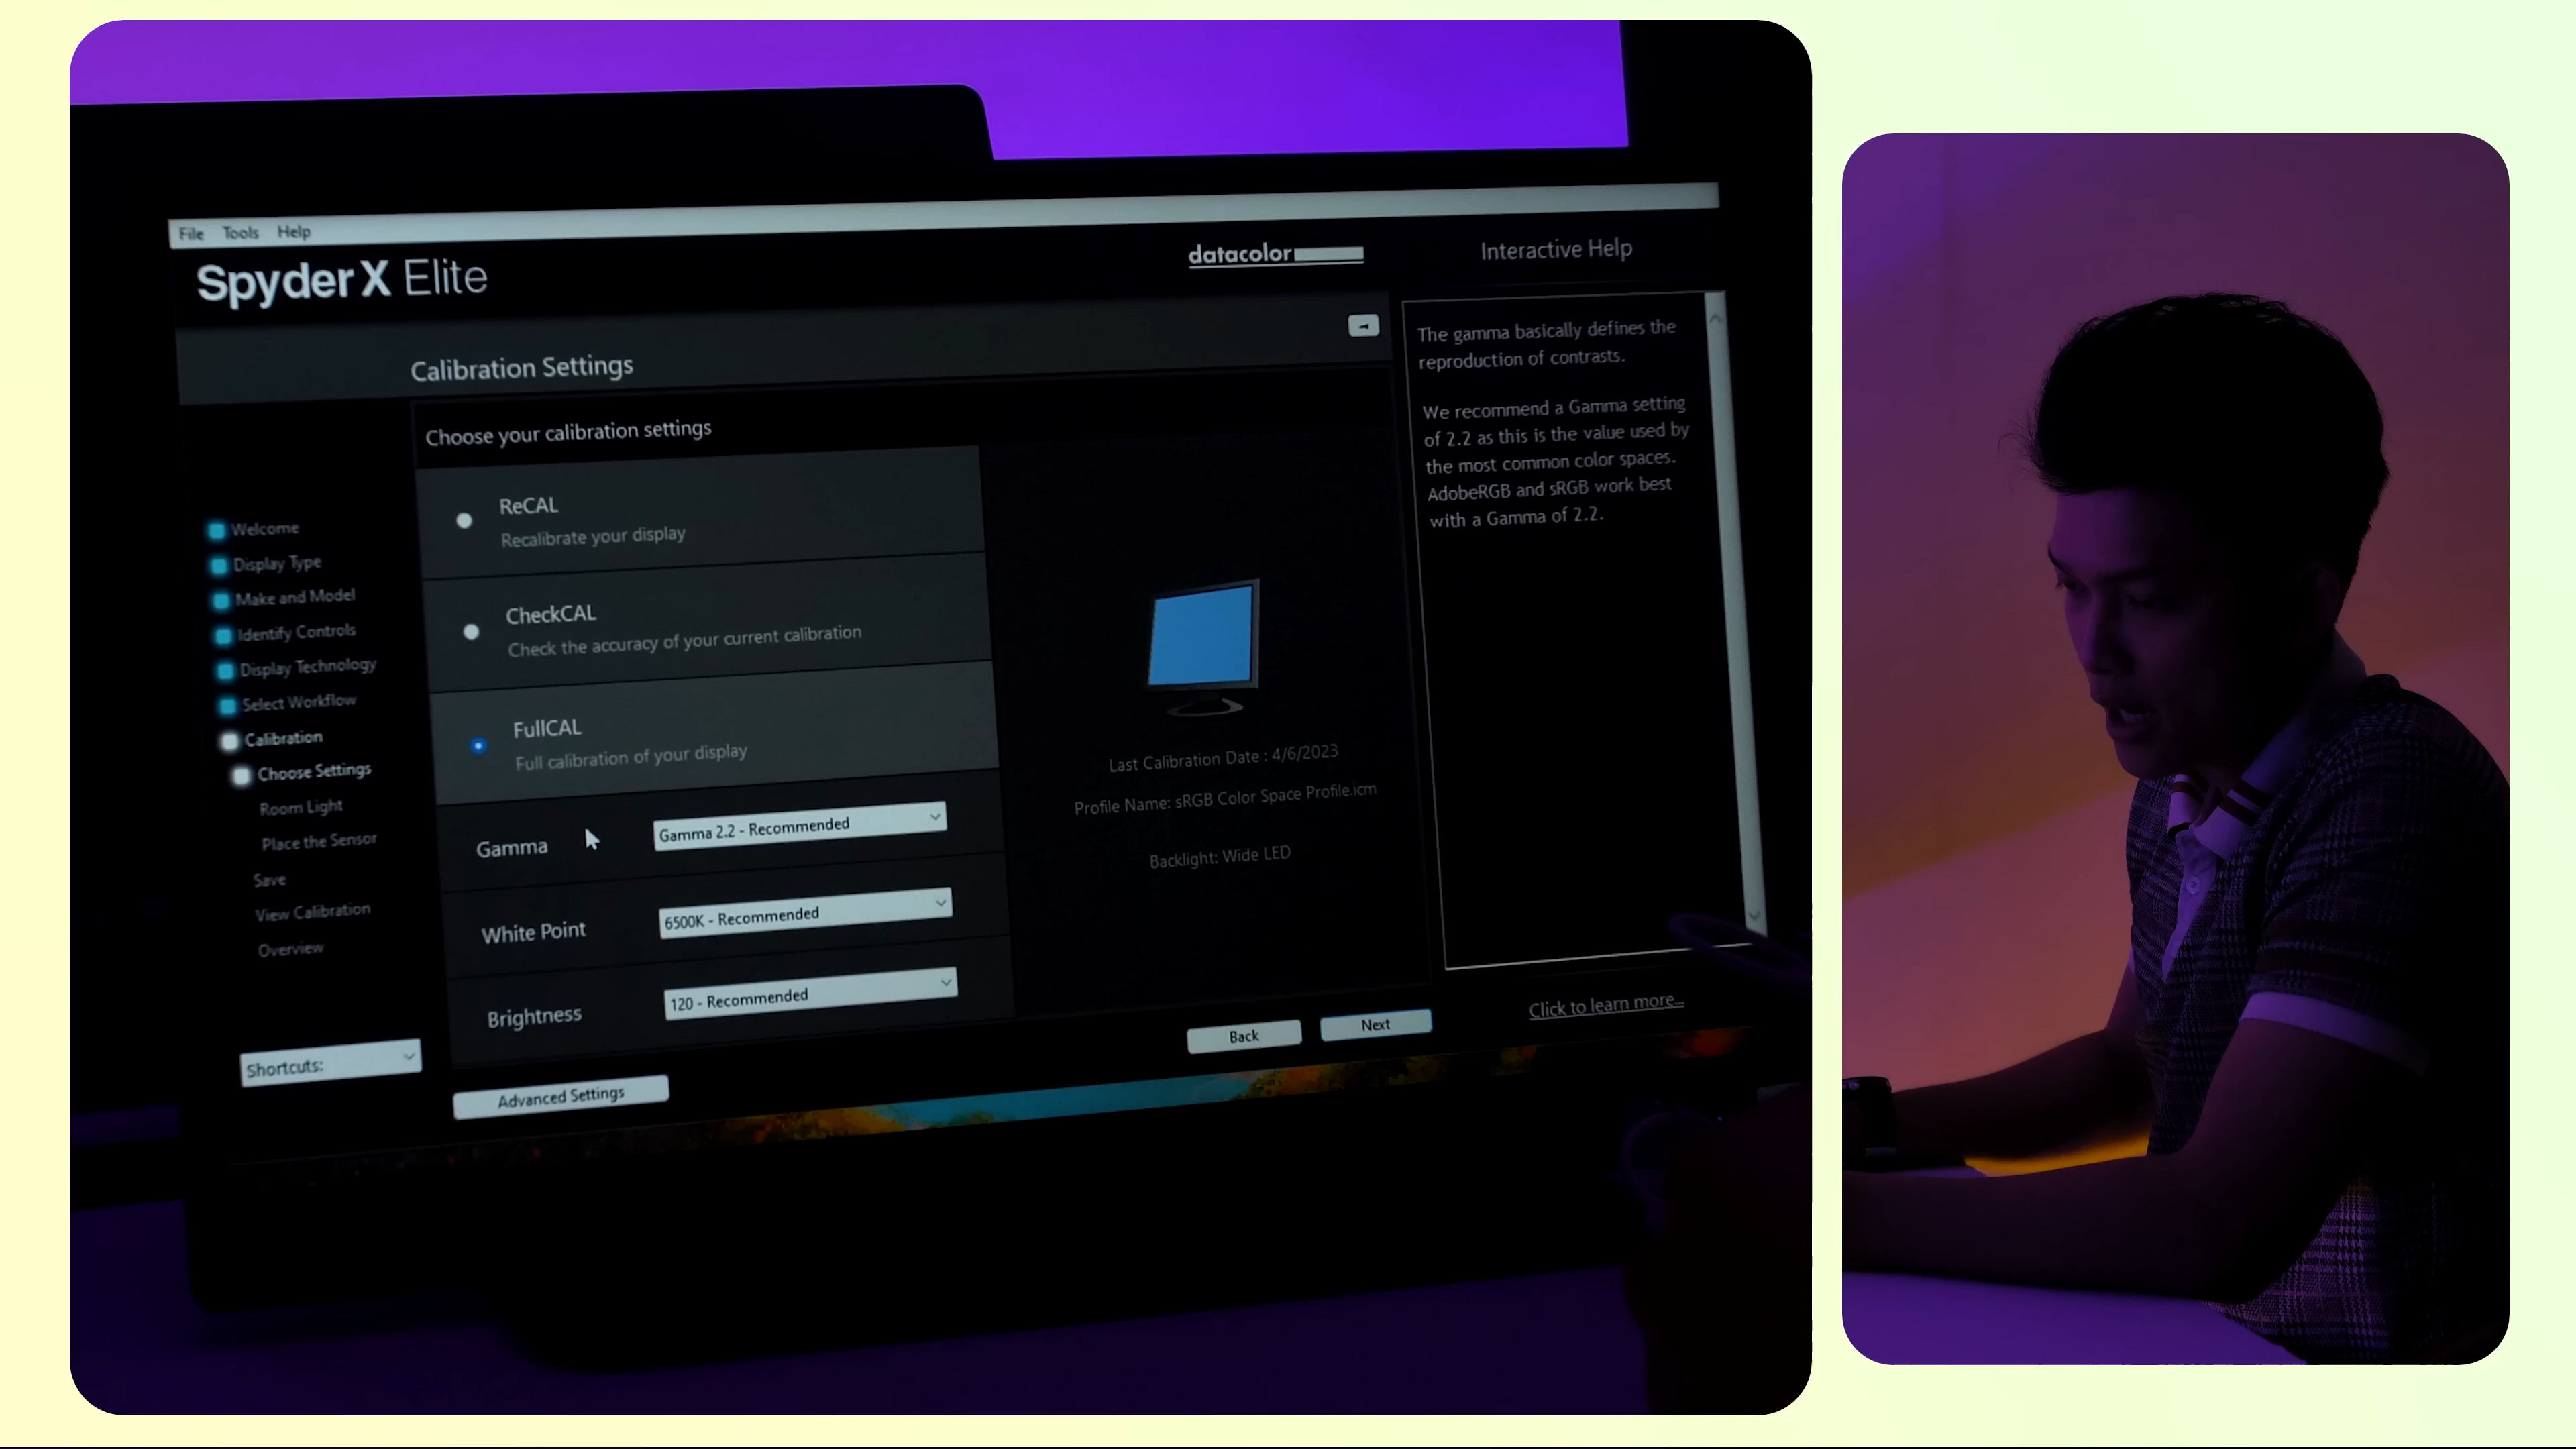 File Tools Help
SpyderX Elite
datacolor
Interactive Help
Calibration Settings
Choose your calibration settings
Welcome
Display Type
Make and Model
Identify Controls
Display Technology
Select Workflow
Calibration
Choose Settings
Room Light
Place the Sensor
Save
View Calibration
Overview
Shortcuts:
ReCAL
Recalibrate your display
CheckCAL
Check the accuracy of your current calibration
FullCAL
Full calibration of your display
Gamma
Gamma 2.2 - Recommended
White Point
6500K - Recommended
Brightness
120 - Recommended
Advanced Settings
Last Calibration Date : 4/6/2023
Profile Name: sRGB Color Space Profile.icm
Backlight: Wide LED
Back
Next
The gamma basically defines the
reproduction of contrasts.
We recommend a Gamma setting
of 2.2 as this is the value used by
the most common color spaces.
AdobeRGB and sRGB work best
with a Gamma of 2.2.
Click to learn more...